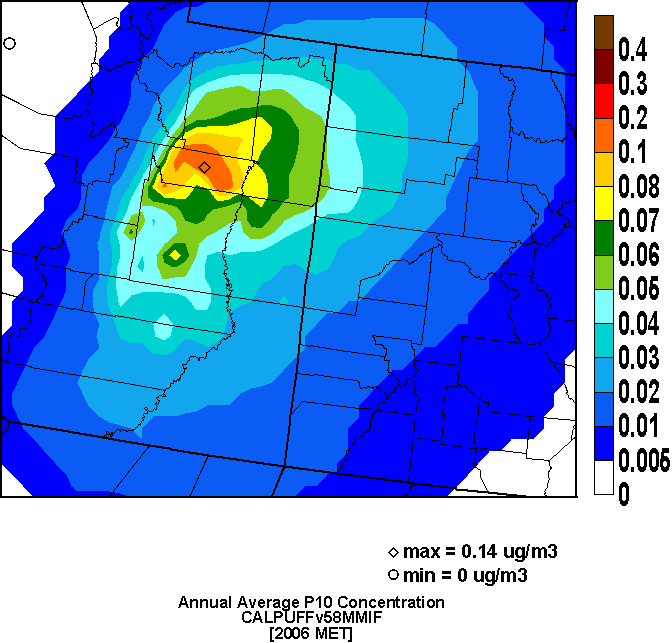 0.4
0.3
0.2
0.1
0.08
0.07
0.06
0.05
0.04
0.03
0.02
0.01
0.005
0
max = 0.14 ug/m3
min = 0 ug/m3
Annual Average P10 Concentration
CALPUFFv58MMIF
[2006 MET]